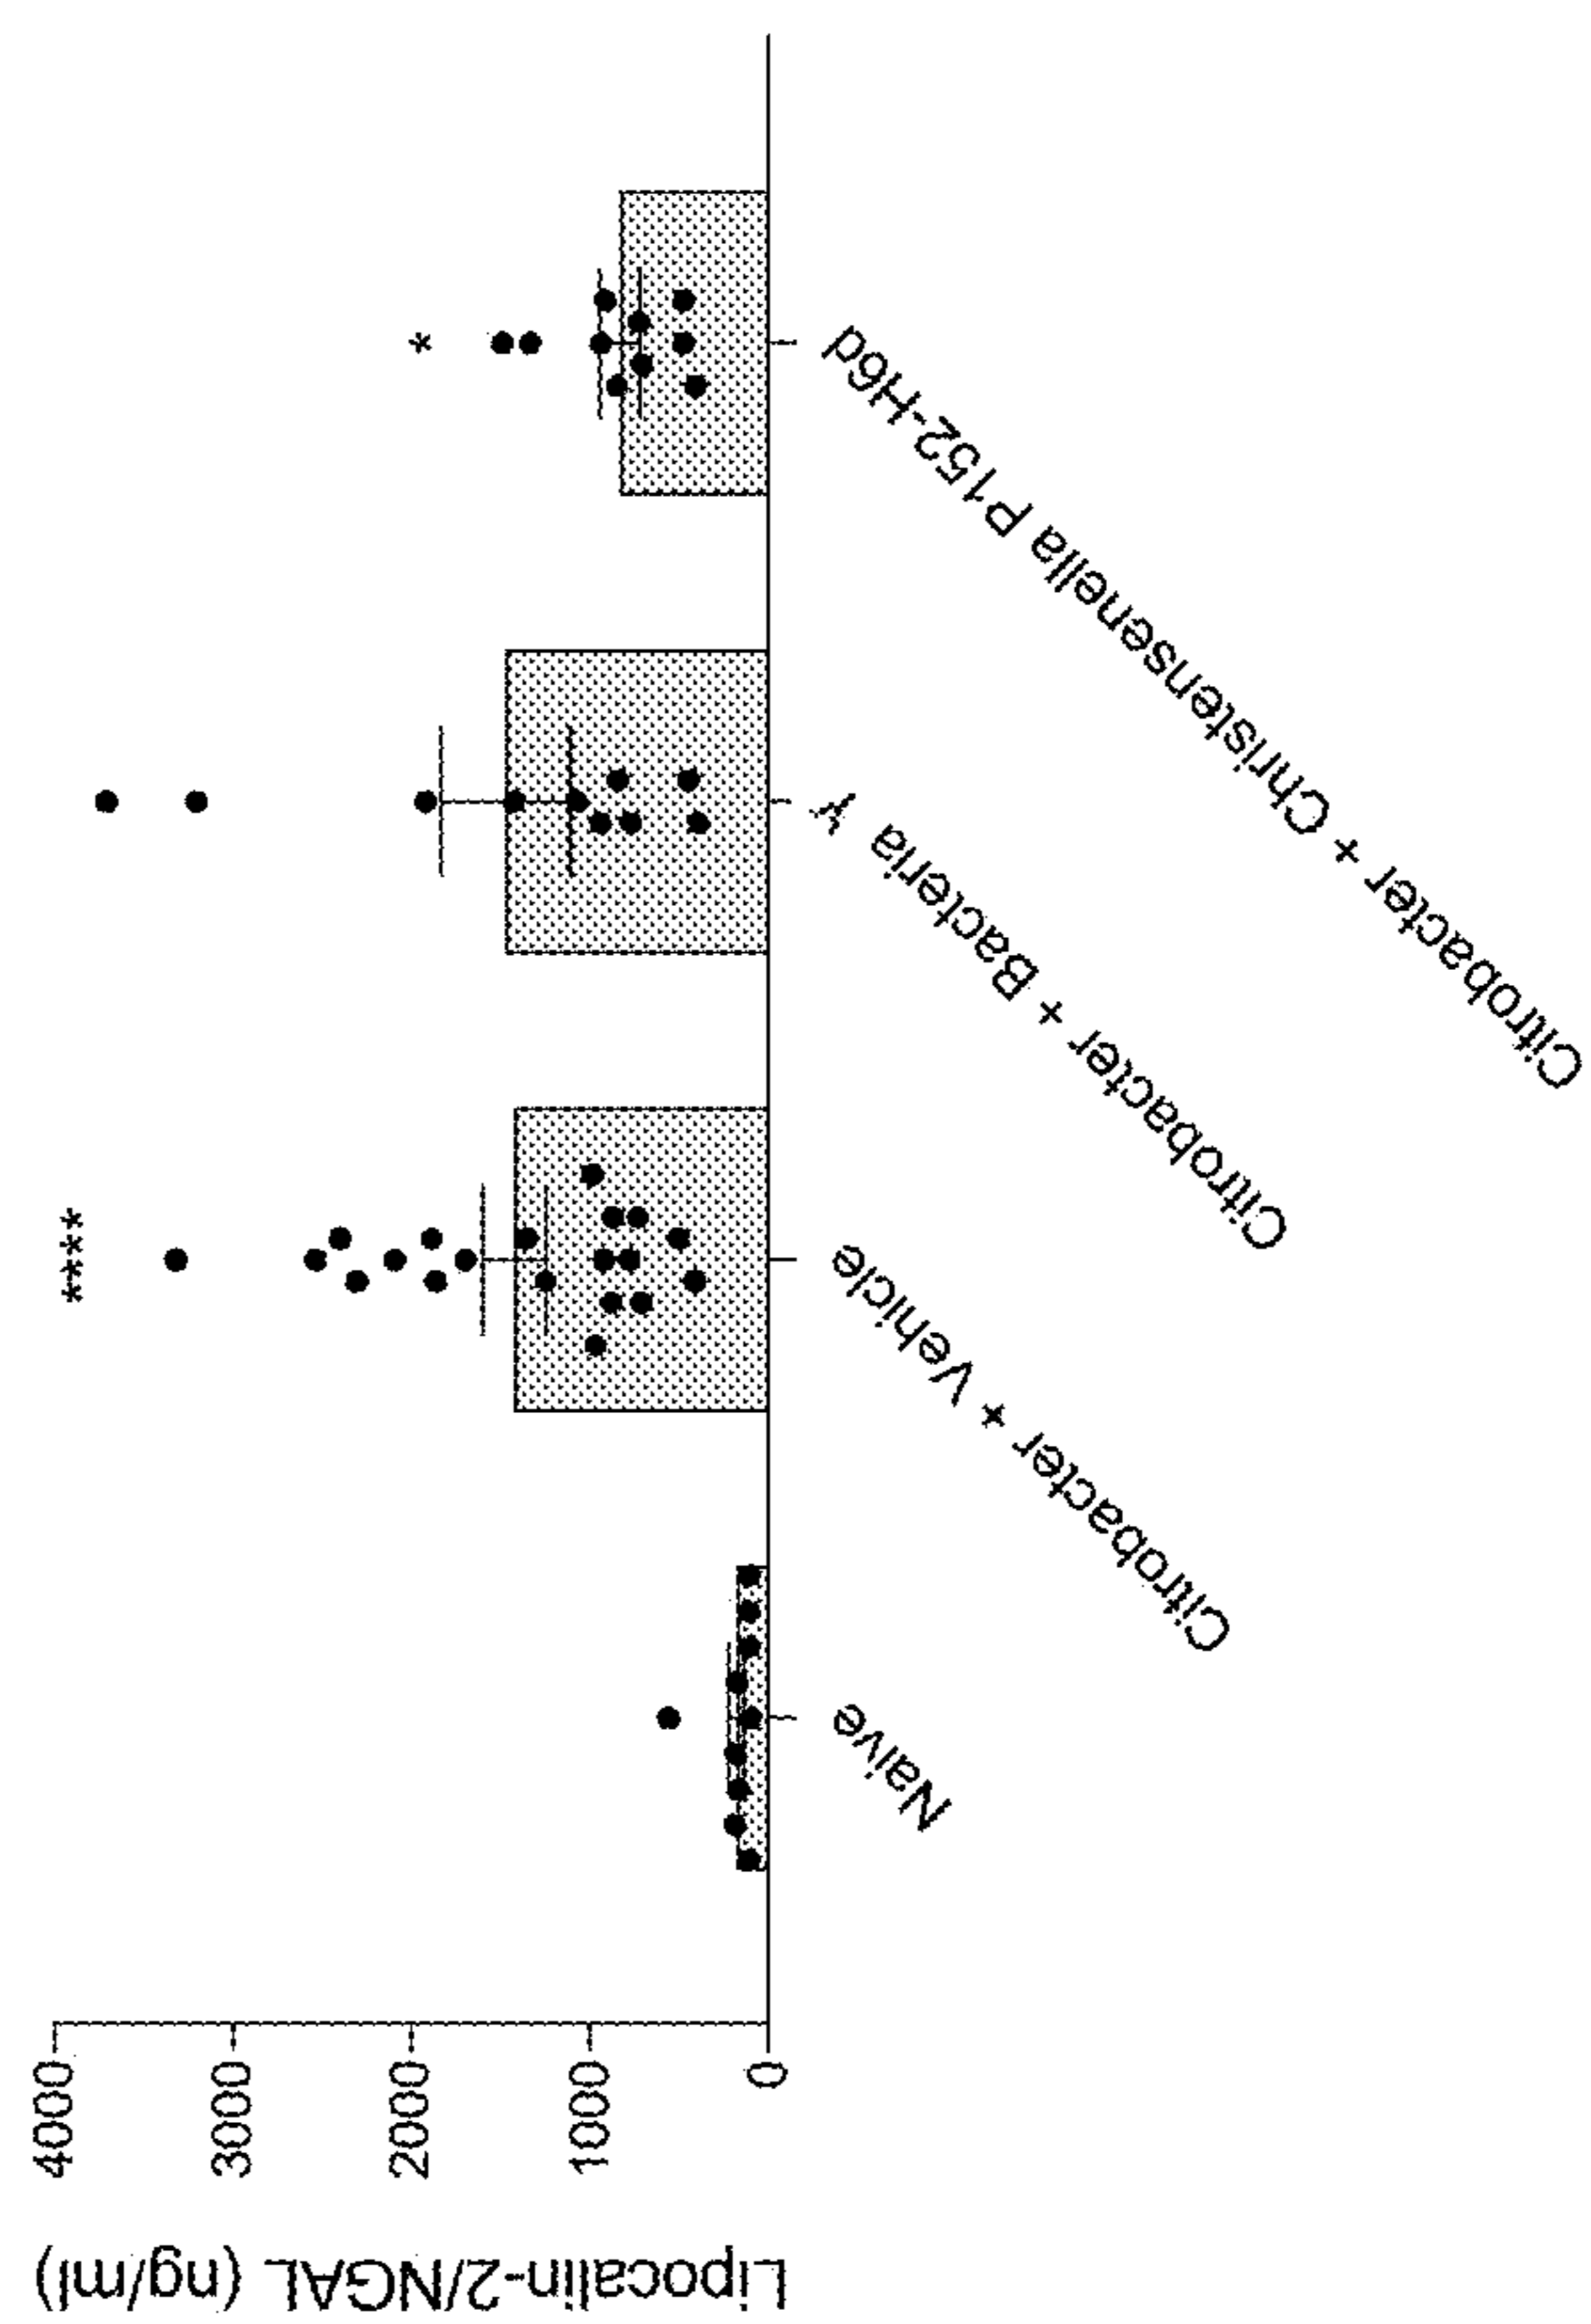 Lipocalin-2/NGAL (ng/ml)
4000
3000
2000
1000
0
****
*
Naive
Citrobacter + Vehicle
Citrobacter + Bacteria Y
Citrobacter + Christensenella P152-H6d